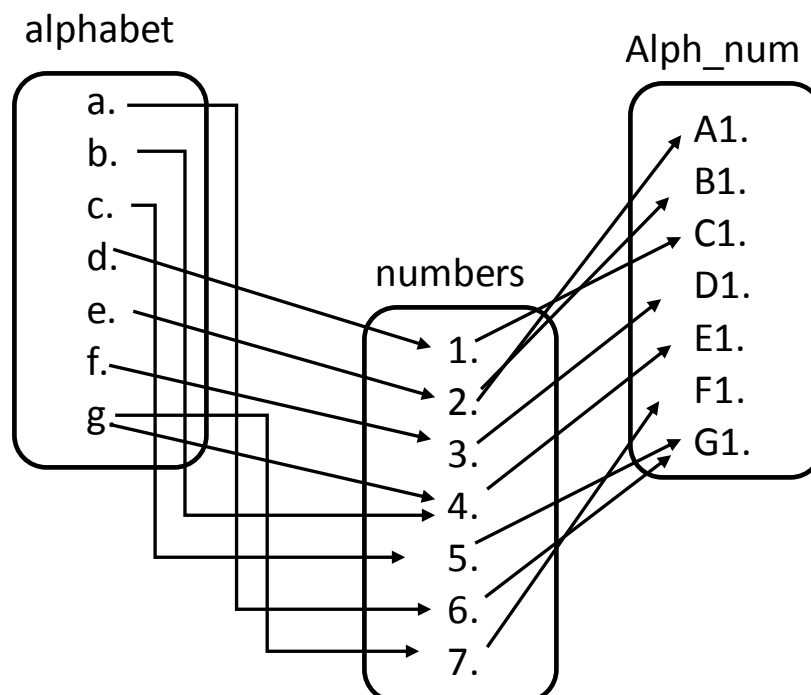 alphabet
a.
b.
c.
d.
e.
f.
g.
numbers
1.
2.
3.
4.
5.
6.
7.
Alph_num
A1.
B1.
C1.
D1.
E1.
F1.
G1.